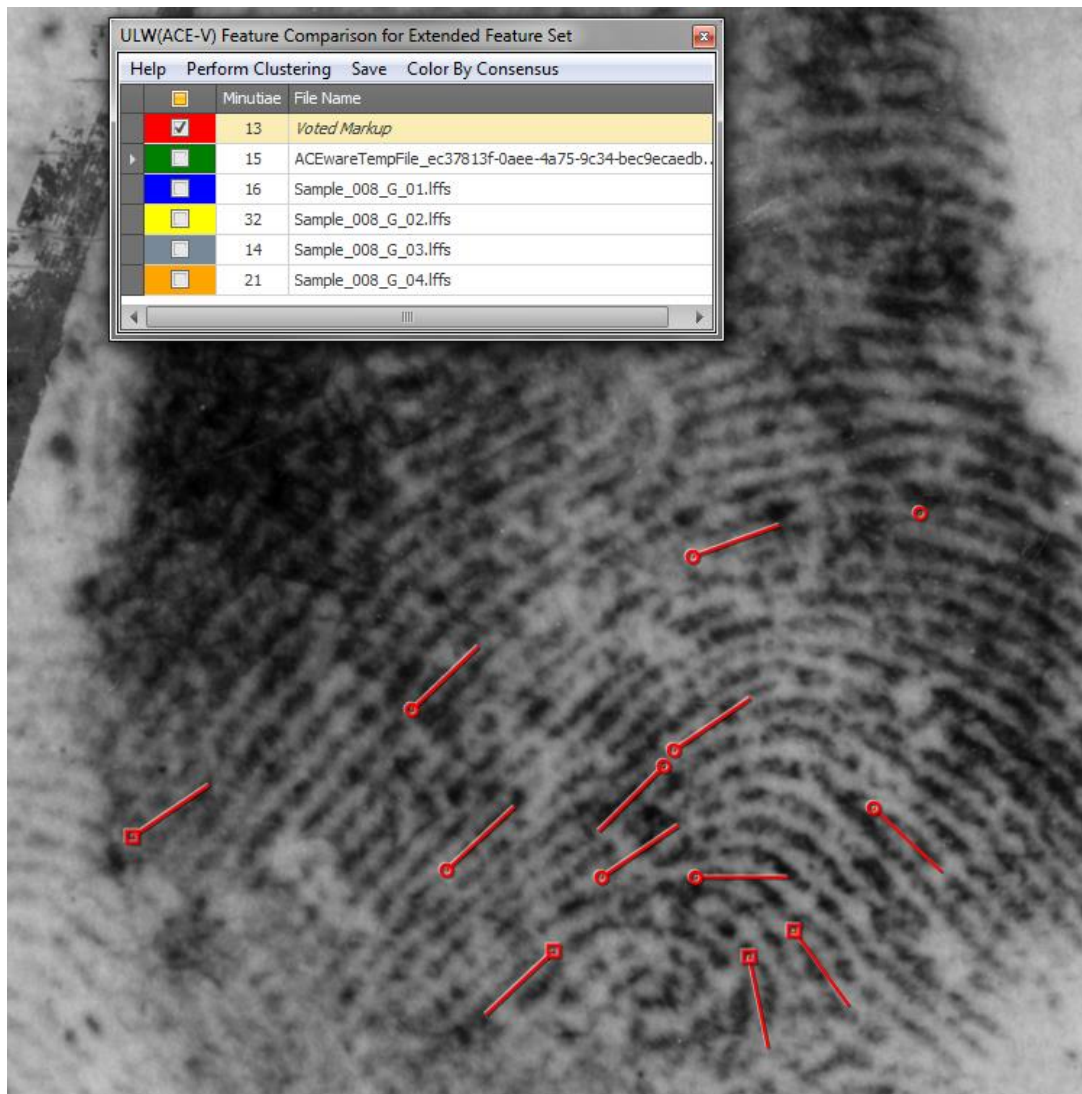 ULW(ACE-V) Feature Comparison for Extended Feature Set
Help Perform Clustering Save Color By Consensus
Minutiae File Name
13 Voted Markup
15 ACEwareTempFile_ec37813f-0aee-4a75-9c34-bec9ecaedb..
16 Sample_008_G_01.lffs
32 Sample_008_G_02.lffs
14 Sample_008_G_03.lffs
21 Sample_008_G_04.lffs